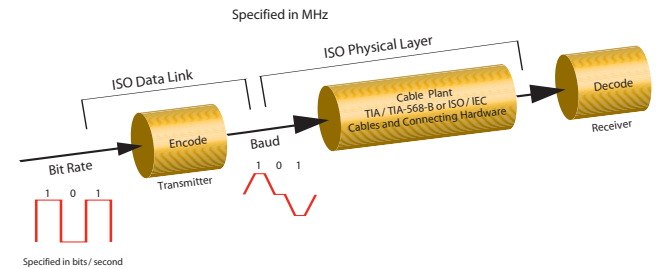 Specified in MHz
ISO Physical Layer
ISO Data Link
Cable Plant
TIA / TIA-568-B or ISO / IEC
Cables and Connecting Hardware
Decode
Receiver
Encode
Transmitter
Baud
1 0 1
Bit Rate
1 0 1
Specified in bits / second